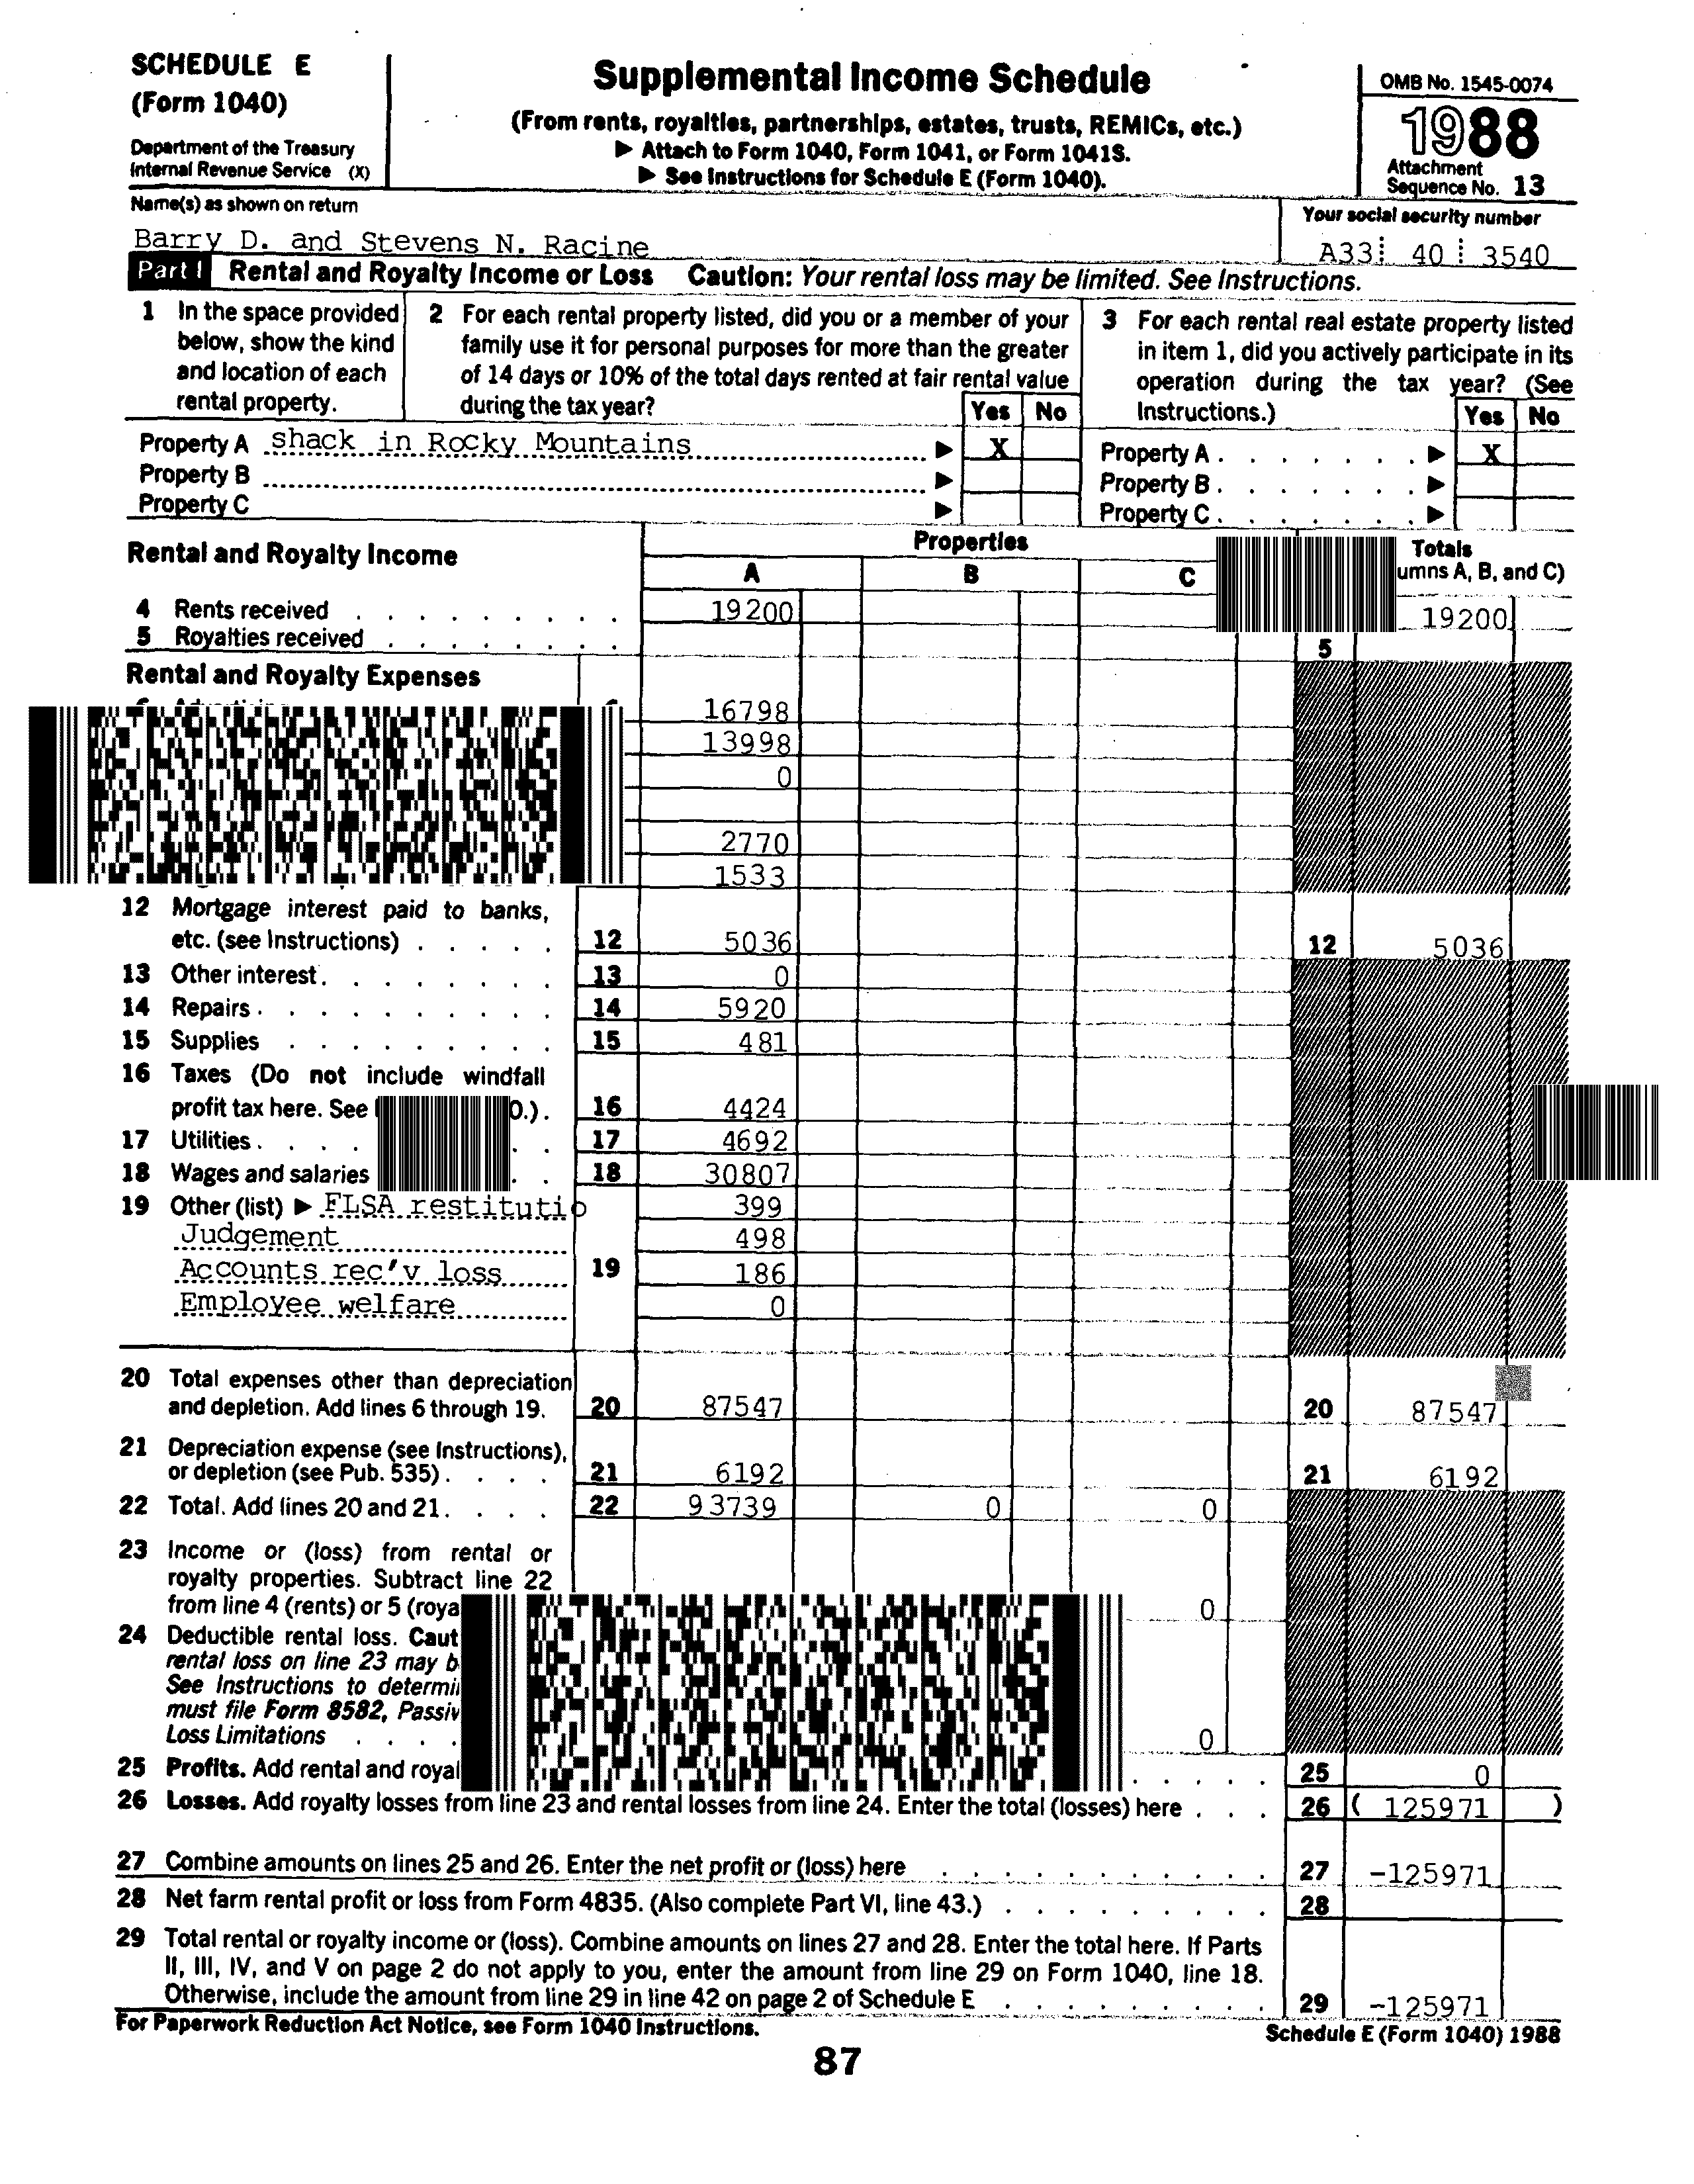 SCHEDULE E
(Form 1040)
Department of the Treasury
Internal Revenue Service (X)
Supplemental Income Schedule
(From rents, royalties, partnerships, estates, trusts, REMICs, etc.)
▶ Attach to Form 1040, Form 1041, or Form 1041S.
▶ See Instructions for Schedule E (Form 1040).
OMB No. 1545-0074
1988
Attachment
Sequence No. 13
Name(s) as shown on return
Barry D. and Stevens N. Racine
Your social security number
A33 40 3540
Part I Rental and Royalty Income or Loss Caution: Your rental loss may be limited. See Instructions.
1 In the space provided
below, show the kind
and location of each
rental property.
2 For each rental property listed, did you or a member of your
family use it for personal purposes for more than the greater
of 14 days or 10% of the total days rented at fair rental value
during the tax year?
Yes No
3 For each rental real estate property listed
in item 1, did you actively participate in its
operation during the tax year? (See
Instructions.)
Yes No
Property A shack in Rocky Mountains ▶ X
Property B ▶
Property C ▶
Property A . . . . . . . ▶ X
Property B . . . . . . . ▶
Property C . . . . . . . ▶
Rental and Royalty Income
Properties
A B C
Totals
umns A, B, and C)
4 Rents received 19200 19200
5 Royalties received 5
Rental and Royalty Expenses
16798
13998
0
2770
1533
12 Mortgage interest paid to banks,
etc. (see Instructions) 12 5036 12 5036
13 Other interest 13 0
14 Repairs 14 5920
15 Supplies 15 481
16 Taxes (Do not include windfall
profit tax here. See 0.). 16 4424
17 Utilities 17 4692
18 Wages and salaries 18 30807
19 Other (list) ▶ FLSA restitutio 399
Judgement 498
Accounts rec'v loss 19 186
Employee welfare 0
20 Total expenses other than depreciation
and depletion. Add lines 6 through 19. 20 87547 20 87547
21 Depreciation expense (see Instructions),
or depletion (see Pub. 535) 21 6192 21 6192
22 Total. Add lines 20 and 21 22 93739 0 0
23 Income or (loss) from rental or
royalty properties. Subtract line 22
from line 4 (rents) or 5 (roya 0
24 Deductible rental loss. Caut
rental loss on line 23 may b
See Instructions to determi
must file Form 8582, Passiv
Loss Limitations 0
25 Profits. Add rental and royal 25 0
26 Losses. Add royalty losses from line 23 and rental losses from line 24. Enter the total (losses) here 26 ( 125971 )
27 Combine amounts on lines 25 and 26. Enter the net profit or (loss) here 27 -125971
28 Net farm rental profit or loss from Form 4835. (Also complete Part VI, line 43.) 28
29 Total rental or royalty income or (loss). Combine amounts on lines 27 and 28. Enter the total here. If Parts
II, III, IV, and V on page 2 do not apply to you, enter the amount from line 29 on Form 1040, line 18.
Otherwise, include the amount from line 29 in line 42 on page 2 of Schedule E 29 -125971
For Paperwork Reduction Act Notice, see Form 1040 Instructions.
Schedule E (Form 1040) 1988
87